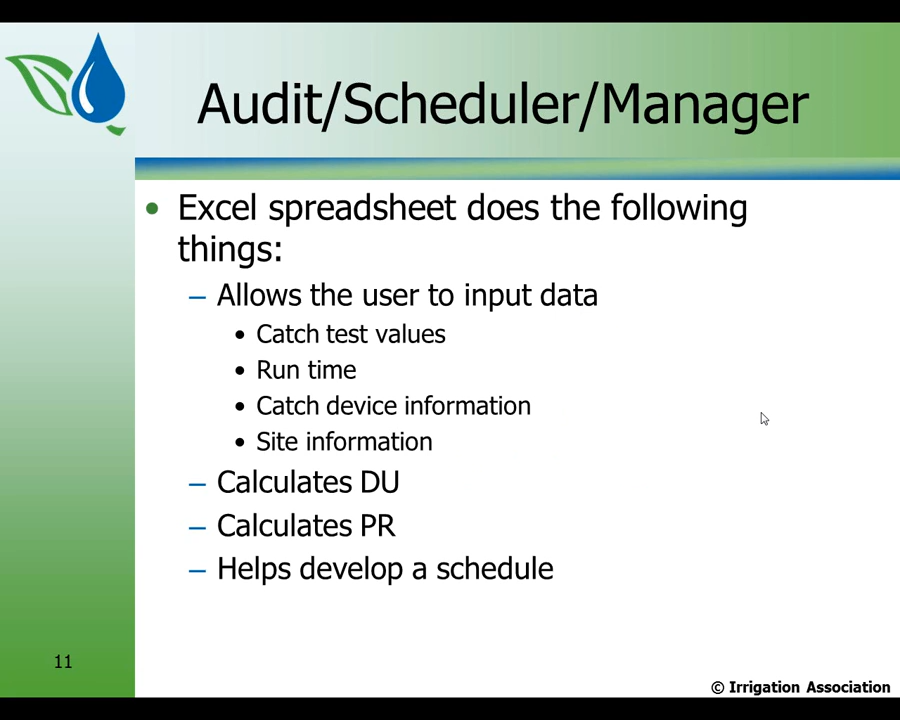 Audit/Scheduler/Manager
• Excel spreadsheet does the following
things:
– Allows the user to input data
• Catch test values
• Run time
• Catch device information
• Site information
– Calculates DU
– Calculates PR
– Helps develop a schedule
11
© Irrigation Association